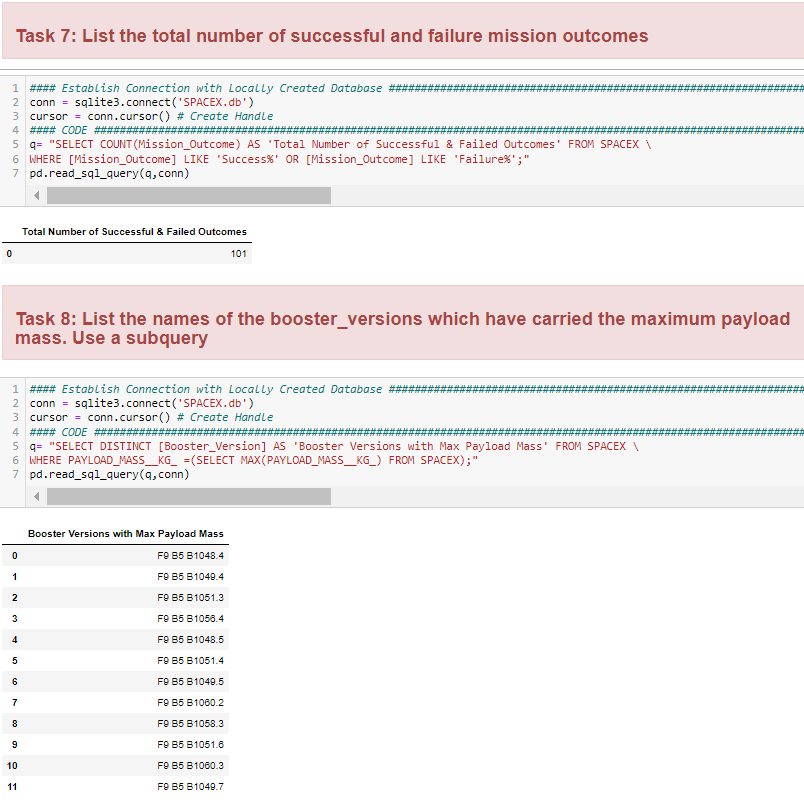 Task 7: List the total number of successful and failure mission outcomes
1 #### Establish Connection with Locally Created Database ################################################################
2 conn = sqlite3.connect('SPACEX.db')
3 cursor = conn.cursor() # Create Handle
4 #### CODE ##############################################################################################################
5 q= "SELECT COUNT(Mission_Outcome) AS 'Total Number of Successful & Failed Outcomes' FROM SPACEX \
6 WHERE [Mission_Outcome] LIKE 'Success%' OR [Mission_Outcome] LIKE 'Failure%';"
7 pd.read_sql_query(q,conn)
Total Number of Successful & Failed Outcomes
0 101
Task 8: List the names of the booster_versions which have carried the maximum payload
mass. Use a subquery
1 #### Establish Connection with Locally Created Database ################################################################
2 conn = sqlite3.connect('SPACEX.db')
3 cursor = conn.cursor() # Create Handle
4 #### CODE ##############################################################################################################
5 q= "SELECT DISTINCT [Booster_Version] AS 'Booster Versions with Max Payload Mass' FROM SPACEX \
6 WHERE PAYLOAD_MASS__KG_ =(SELECT MAX(PAYLOAD_MASS__KG_) FROM SPACEX);"
7 pd.read_sql_query(q,conn)
Booster Versions with Max Payload Mass
0 F9 B5 B1048.4
1 F9 B5 B1049.4
2 F9 B5 B1051.3
3 F9 B5 B1056.4
4 F9 B5 B1048.5
5 F9 B5 B1051.4
6 F9 B5 B1049.5
7 F9 B5 B1060.2
8 F9 B5 B1058.3
9 F9 B5 B1051.6
10 F9 B5 B1060.3
11 F9 B5 B1049.7